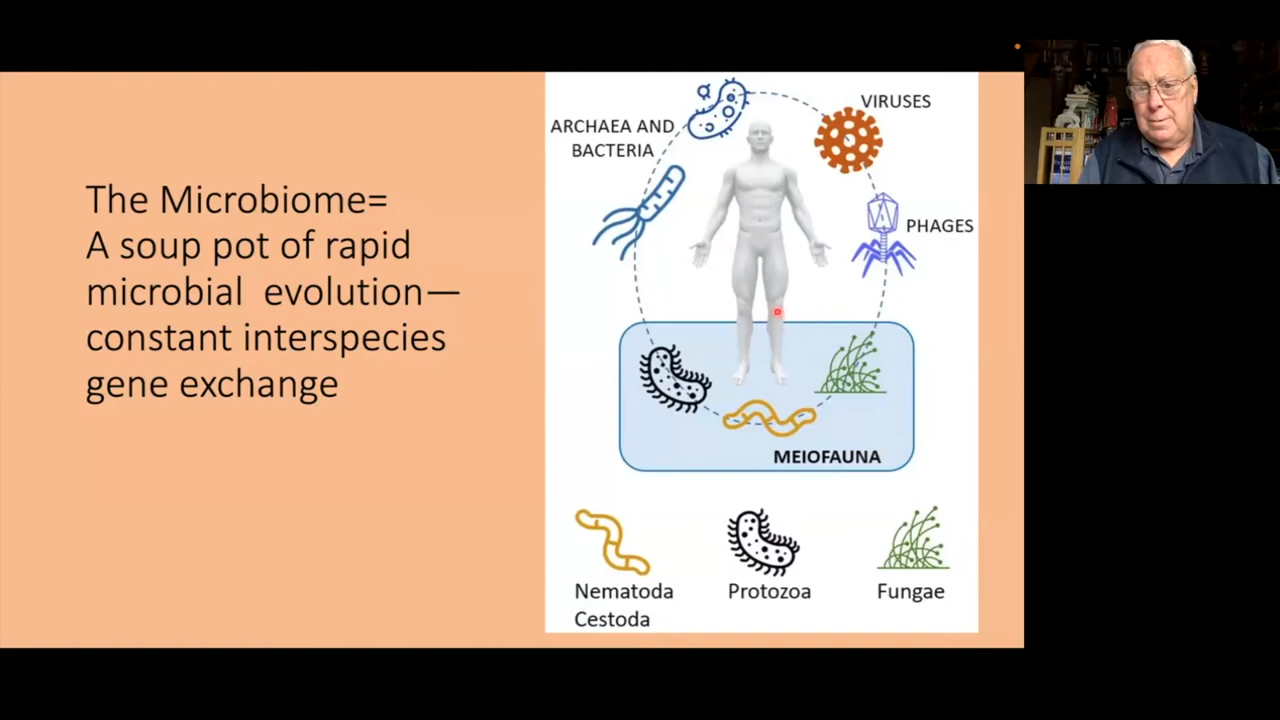 The Microbiome=
A soup pot of rapid
microbial  evolution—
constant interspecies
gene exchange
ARCHAEA AND
BACTERIA
VIRUSES
PHAGES
MEIOFAUNA
Nematoda
Cestoda
Protozoa
Fungae